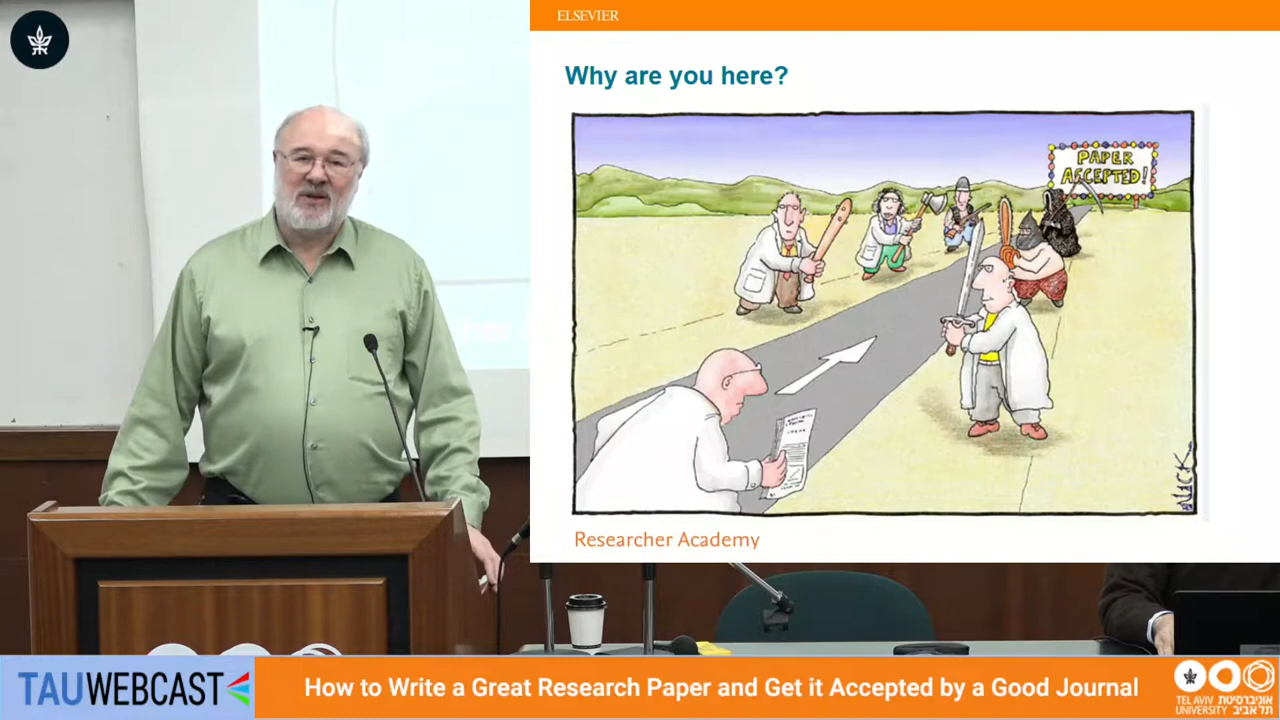 ELSEVIER
Why are you here?
PAPER
ACCEPTED!
Researcher Academy
TAUWEBCAST
How to Write a Great Research Paper and Get it Accepted by a Good Journal
TEL AVIV אוניברסיטת
UNIVERSITY תל אביב